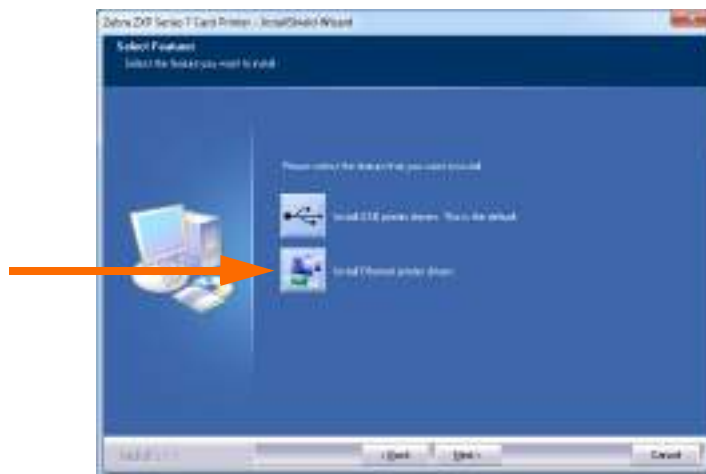 Zebra ZXP Series 7 Card Printer - InstallShield Wizard
Select Features
Select the feature you want to install.
Please select the feature that you want to install.
Install USB printer driver. This is the default.
Install Ethernet printer driver.
< Back
Next >
Cancel